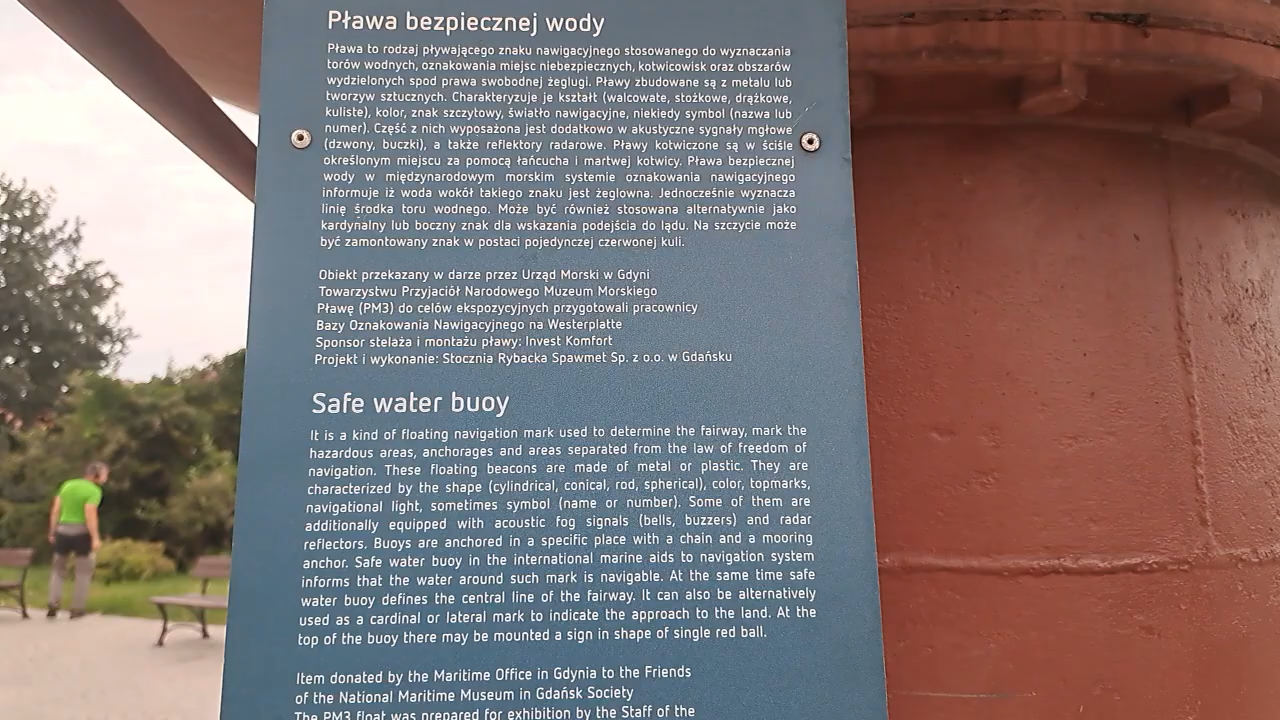 Pława bezpiecznej wody
Pława to rodzaj pływającego znaku nawigacyjnego stosowanego do wyznaczania
torów wodnych, oznakowania miejsc niebezpiecznych, kotwicowisk oraz obszarów
wydzielonych spod prawa swobodnej żeglugi. Pławy zbudowane są z metalu lub
tworzyw sztucznych. Charakteryzuje je kształt (walcowate, stożkowe, drążkowe,
kuliste), kolor, znak szczytowy, światło nawigacyjne, niekiedy symbol (nazwa lub
numer). Część z nich wyposażona jest dodatkowo w akustyczne sygnały mgłowe
(dzwony, buczki), a także reflektory radarowe. Pławy kotwiczone są w ściśle
określonym miejscu za pomocą łańcucha i martwej kotwicy. Pława bezpiecznej
wody w międzynarodowym morskim systemie oznakowania nawigacyjnego
informuje iż woda wokół takiego znaku jest żeglowna. Jednocześnie wyznacza
linię środka toru wodnego. Może być również stosowana alternatywnie jako
kardynalny lub boczny znak dla wskazania podejścia do lądu. Na szczycie może
być zamontowany znak w postaci pojedynczej czerwonej kuli.
Obiekt przekazany w darze przez Urząd Morski w Gdyni
Towarzystwu Przyjaciół Narodowego Muzeum Morskiego
Pławę (PM3) do celów ekspozycyjnych przygotowali pracownicy
Bazy Oznakowania Nawigacyjnego na Westerplatte
Sponsor stelaża i montażu pławy: Invest Komfort
Projekt i wykonanie: Stocznia Rybacka Spawmet Sp. z o.o. w Gdańsku
Safe water buoy
It is a kind of floating navigation mark used to determine the fairway, mark the
hazardous areas, anchorages and areas separated from the law of freedom of
navigation. These floating beacons are made of metal or plastic. They are
characterized by the shape (cylindrical, conical, rod, spherical), color, topmarks,
navigational light, sometimes symbol (name or number). Some of them are
additionally equipped with acoustic fog signals (bells, buzzers) and radar
reflectors. Buoys are anchored in a specific place with a chain and a mooring
anchor. Safe water buoy in the international marine aids to navigation system
informs that the water around such mark is navigable. At the same time safe
water buoy defines the central line of the fairway. It can also be alternatively
used as a cardinal or lateral mark to indicate the approach to the land. At the
top of the buoy there may be mounted a sign in shape of single red ball.
Item donated by the Maritime Office in Gdynia to the Friends
of the National Maritime Museum in Gdańsk Society
The PM3 float was prepared for exhibition by the Staff of the